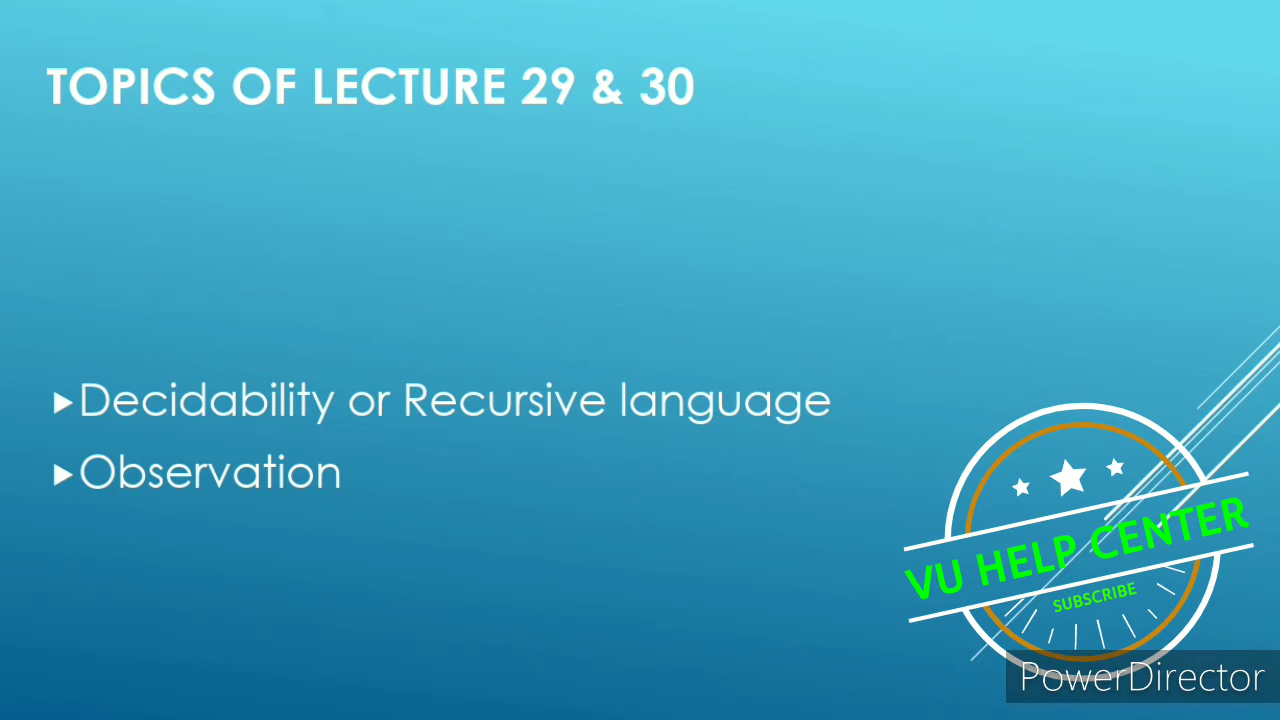 TOPICS OF LECTURE 29 & 30
Decidability or Recursive language
Observation
VU HELP CENTER
SUBSCRIBE
PowerDirector